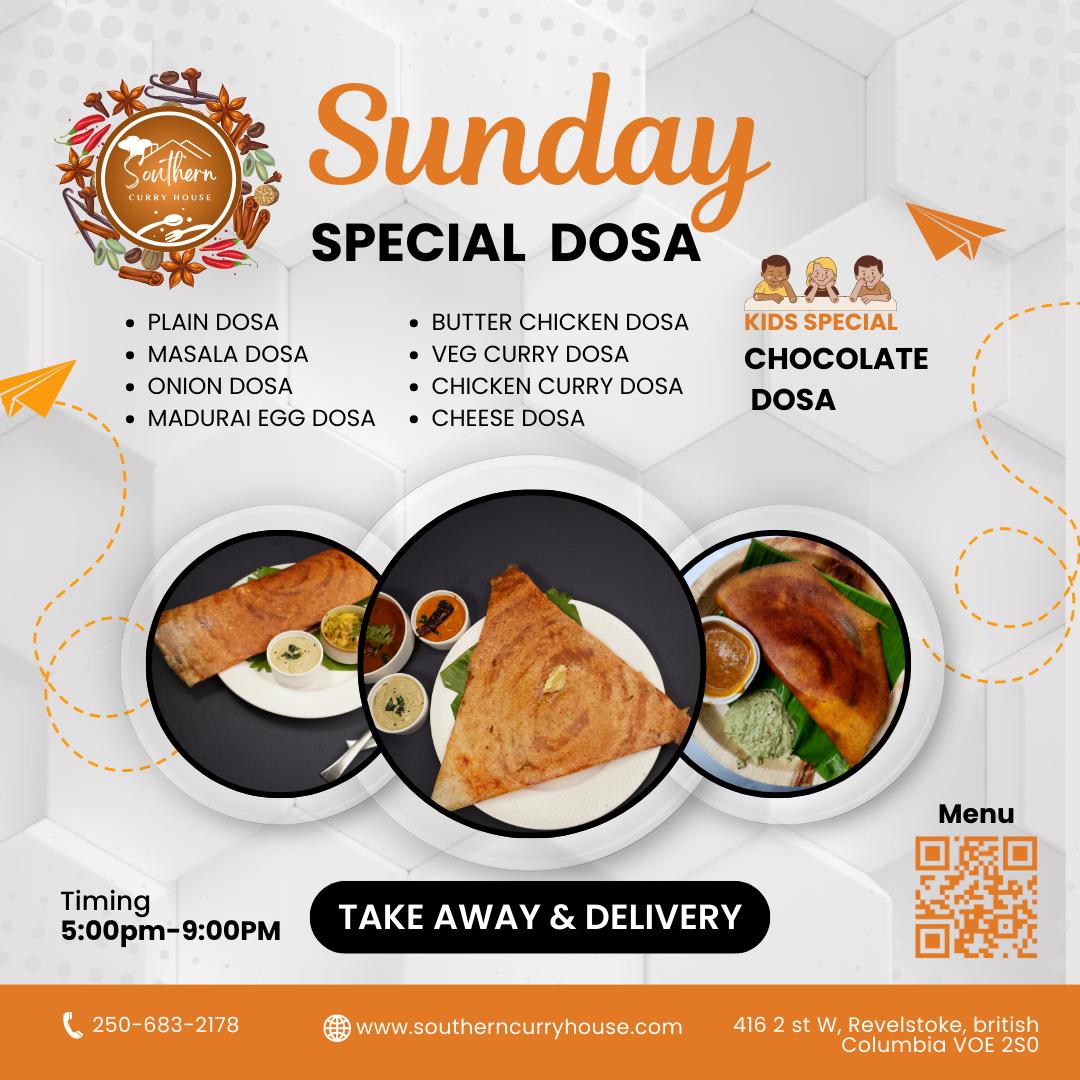 Southern
CURRY HOUSE
Sunday
SPECIAL DOSA
• PLAIN DOSA
• MASALA DOSA
• ONION DOSA
• MADURAI EGG DOSA
• BUTTER CHICKEN DOSA
• VEG CURRY DOSA
• CHICKEN CURRY DOSA
• CHEESE DOSA
KIDS SPECIAL
CHOCOLATE
DOSA
Menu
Timing
5:00pm-9:00PM
TAKE AWAY & DELIVERY
250-683-2178
www.southerncurryhouse.com
416 2 st W, Revelstoke, british
Columbia VOE 2S0